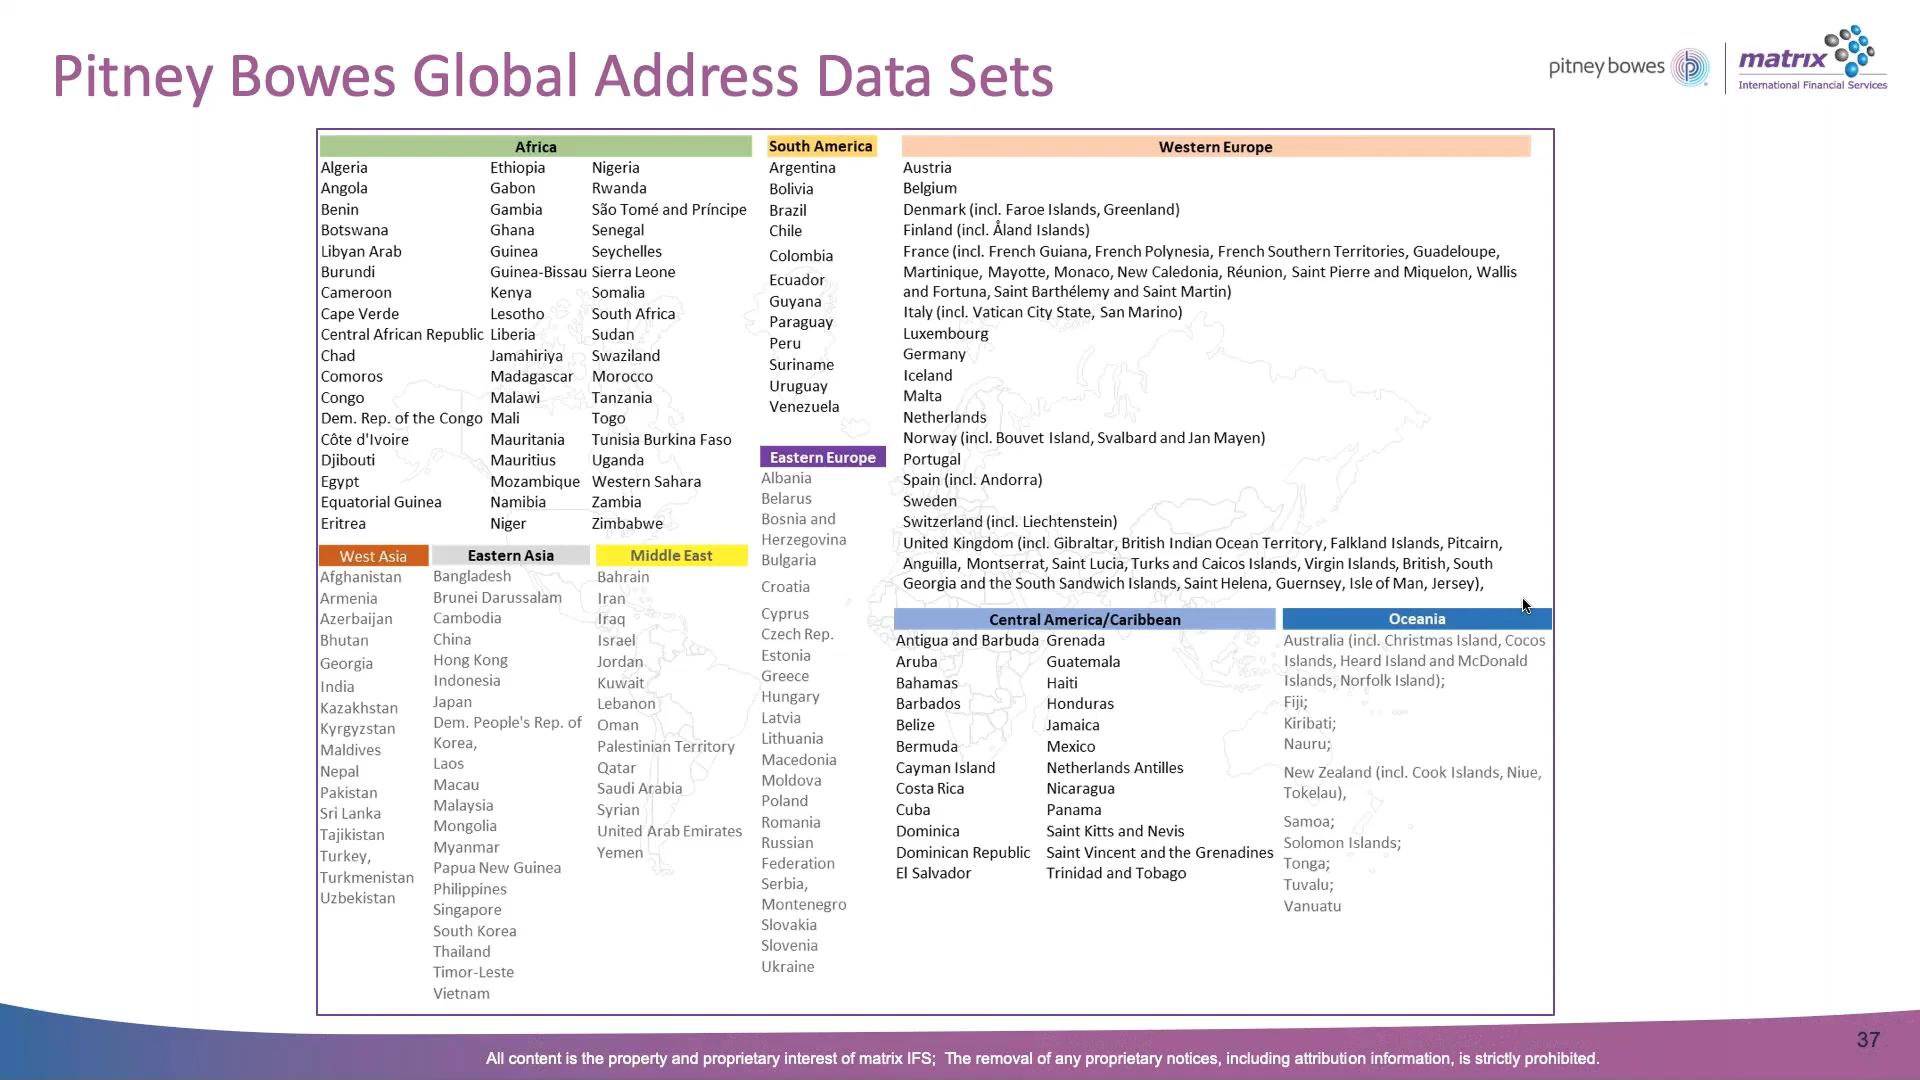 Pitney Bowes Global Address Data Sets
pitney bowes
matrix
International Financial Services
Africa
Algeria
Angola
Benin
Botswana
Libyan Arab
Burundi
Cameroon
Cape Verde
Central African Republic
Chad
Comoros
Congo
Dem. Rep. of the Congo
Côte d'Ivoire
Djibouti
Egypt
Equatorial Guinea
Eritrea
Ethiopia
Gabon
Gambia
Ghana
Guinea
Guinea-Bissau
Kenya
Lesotho
Liberia
Jamahiriya
Madagascar
Malawi
Mali
Mauritania
Mauritius
Mozambique
Namibia
Niger
Nigeria
Rwanda
São Tomé and Príncipe
Senegal
Seychelles
Sierra Leone
Somalia
South Africa
Sudan
Swaziland
Morocco
Tanzania
Togo
Tunisia Burkina Faso
Uganda
Western Sahara
Zambia
Zimbabwe
South America
Argentina
Bolivia
Brazil
Chile
Colombia
Ecuador
Guyana
Paraguay
Peru
Suriname
Uruguay
Venezuela
Western Europe
Austria
Belgium
Denmark (incl. Faroe Islands, Greenland)
Finland (incl. Åland Islands)
France (incl. French Guiana, French Polynesia, French Southern Territories, Guadeloupe,
Martinique, Mayotte, Monaco, New Caledonia, Réunion, Saint Pierre and Miquelon, Wallis
and Fortuna, Saint Barthélemy and Saint Martin)
Italy (incl. Vatican City State, San Marino)
Luxembourg
Germany
Iceland
Malta
Netherlands
Norway (incl. Bouvet Island, Svalbard and Jan Mayen)
Portugal
Spain (incl. Andorra)
Sweden
Switzerland (incl. Liechtenstein)
United Kingdom (incl. Gibraltar, British Indian Ocean Territory, Falkland Islands, Pitcairn,
Anguilla, Montserrat, Saint Lucia, Turks and Caicos Islands, Virgin Islands, British, South
Georgia and the South Sandwich Islands, Saint Helena, Guernsey, Isle of Man, Jersey),
West Asia
Afghanistan
Armenia
Azerbaijan
Bhutan
Georgia
India
Kazakhstan
Kyrgyzstan
Maldives
Nepal
Pakistan
Sri Lanka
Tajikistan
Turkey,
Turkmenistan
Uzbekistan
Eastern Asia
Bangladesh
Brunei Darussalam
Cambodia
China
Hong Kong
Indonesia
Japan
Dem. People's Rep. of
Korea,
Laos
Macau
Malaysia
Mongolia
Myanmar
Papua New Guinea
Philippines
Singapore
South Korea
Thailand
Timor-Leste
Vietnam
Middle East
Bahrain
Iran
Iraq
Israel
Jordan
Kuwait
Lebanon
Oman
Palestinian Territory
Qatar
Saudi Arabia
Syrian
United Arab Emirates
Yemen
Eastern Europe
Albania
Belarus
Bosnia and
Herzegovina
Bulgaria
Croatia
Cyprus
Czech Rep.
Estonia
Greece
Hungary
Latvia
Lithuania
Macedonia
Moldova
Poland
Romania
Russian
Federation
Serbia,
Montenegro
Slovakia
Slovenia
Ukraine
Central America/Caribbean
Antigua and Barbuda
Aruba
Bahamas
Barbados
Belize
Bermuda
Cayman Island
Costa Rica
Cuba
Dominica
Dominican Republic
El Salvador
Grenada
Guatemala
Haiti
Honduras
Jamaica
Mexico
Netherlands Antilles
Nicaragua
Panama
Saint Kitts and Nevis
Saint Vincent and the Grenadines
Trinidad and Tobago
Oceania
Australia (incl. Christmas Island, Cocos
Islands, Heard Island and McDonald
Islands, Norfolk Island);
Fiji;
Kiribati;
Nauru;
New Zealand (incl. Cook Islands, Niue,
Tokelau),
Samoa;
Solomon Islands;
Tonga;
Tuvalu;
Vanuatu
37
All content is the property and proprietary interest of matrix IFS; The removal of any proprietary notices, including attribution information, is strictly prohibited.